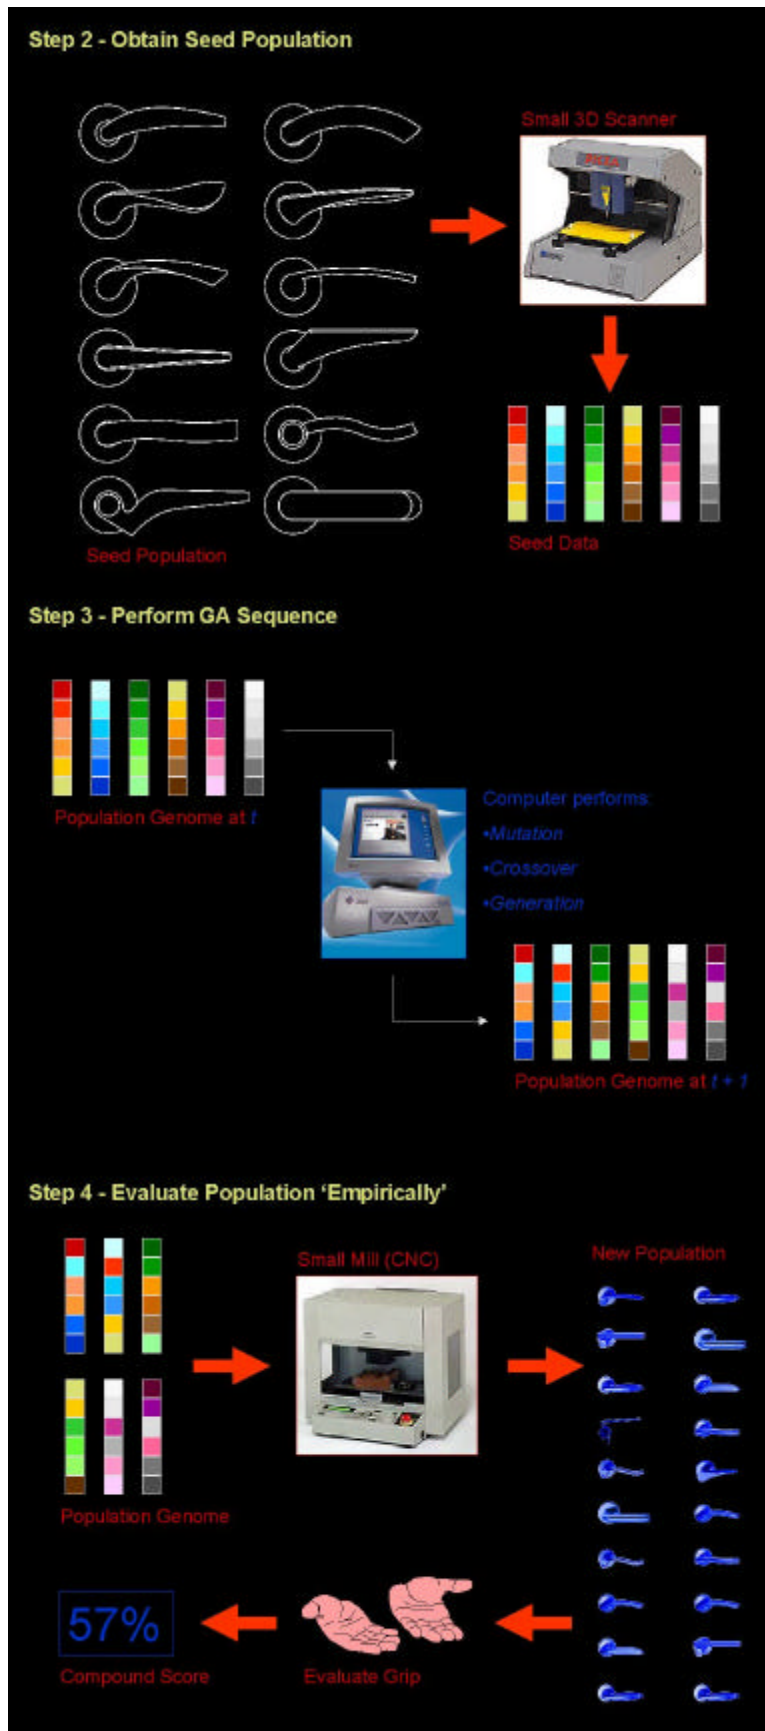 Step 2 - Obtain Seed Population
Small 3D Scanner
Seed Population
Seed Data
Step 3 - Perform GA Sequence
Population Genome at t
Computer performs:
•Mutation
•Crossover
•Generation
Population Genome at t + 1
Step 4 - Evaluate Population ‘Empirically’
Small Mill (CNC)
New Population
Population Genome
57%
Compound Score
Evaluate Grip